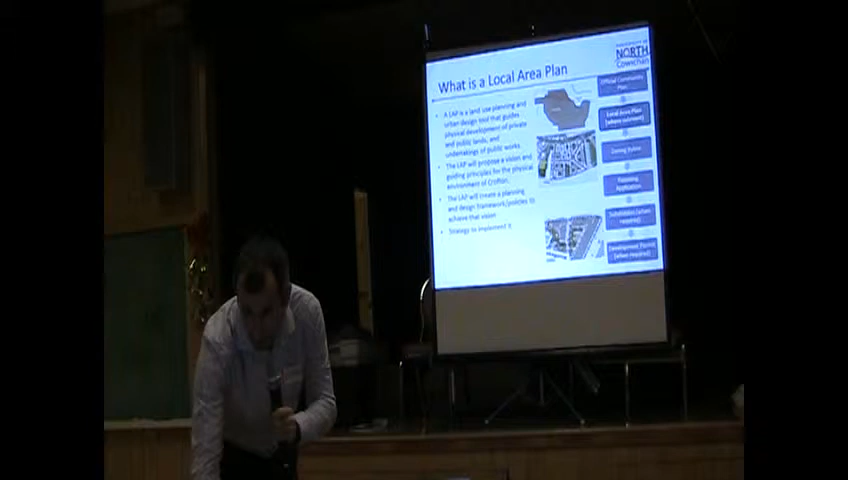 What is a Local Area Plan
NORTH
Cowichan
• A LAP is a land use planning and
urban design tool that guides
physical development of private
and public lands, and
undertakings of public works
• The LAP will propose a vision and
guiding principles for the physical
environment of Crofton.
• The LAP will create a planning
and design framework/policies to
achieve that vision
• Strategy to implement it
Official Community
Plan
Local Area Plan
(where relevant)
Zoning Bylaw
Rezoning
Application
Subdivision (when
required)
Development Permit
(when required)